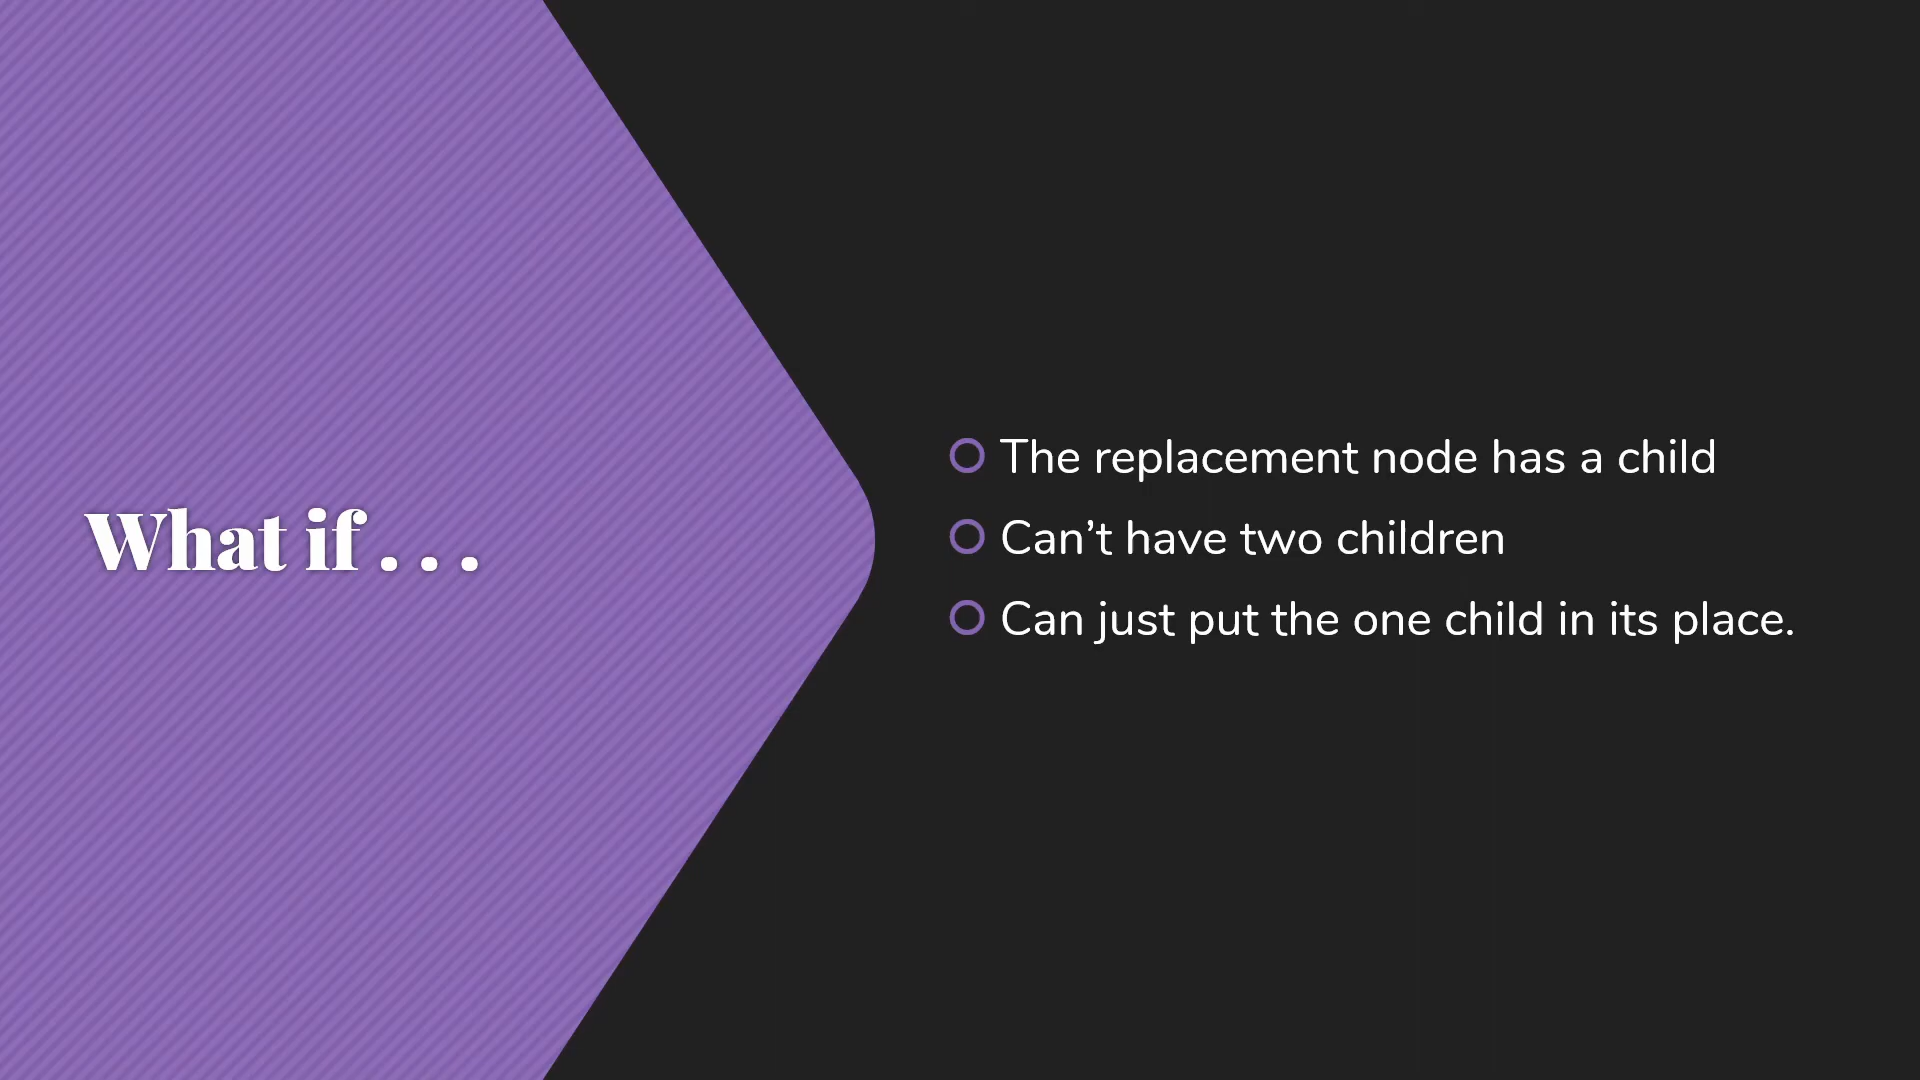 What if . . .
The replacement node has a child
Can’t have two children
Can just put the one child in its place.